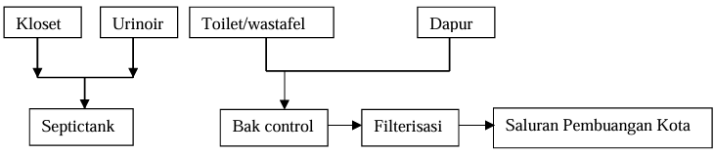 Kloset
Urinoir
Toilet/wastafel
Dapur
Septictank
Bak control
Filterisasi
Saluran Pembuangan Kota